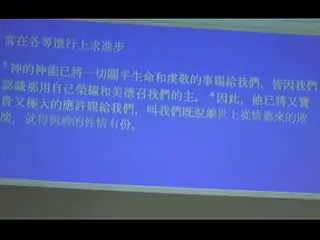 當在各等德行上求進步
³神的神能已將一切關乎生命和虔敬的事賜給我們，皆因我們
認識那用自己榮耀和美德召我們的主。⁴因此，他已將又寶
貴又極大的應許賜給我們，叫我們既脫離世上從情慾來的敗
壞，就得與神的性情有份。